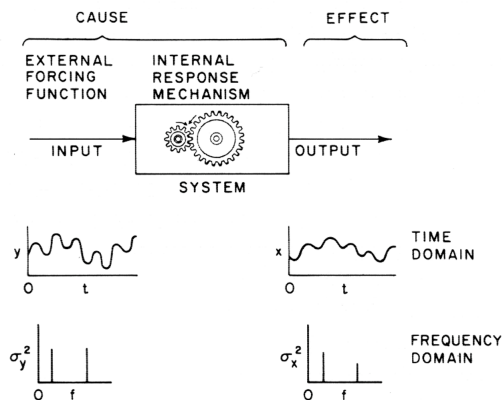 CAUSE
EFFECT
EXTERNAL
FORCING
FUNCTION
INTERNAL
RESPONSE
MECHANISM
INPUT
OUTPUT
SYSTEM
y
O
t
x
O
t
TIME
DOMAIN
σy²
O
f
σx²
O
f
FREQUENCY
DOMAIN